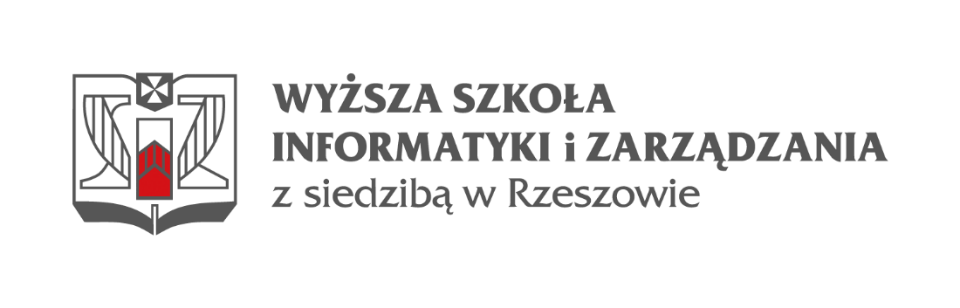 WYŻSZA SZKOŁA
INFORMATYKI i ZARZĄDZANIA
z siedzibą w Rzeszowie